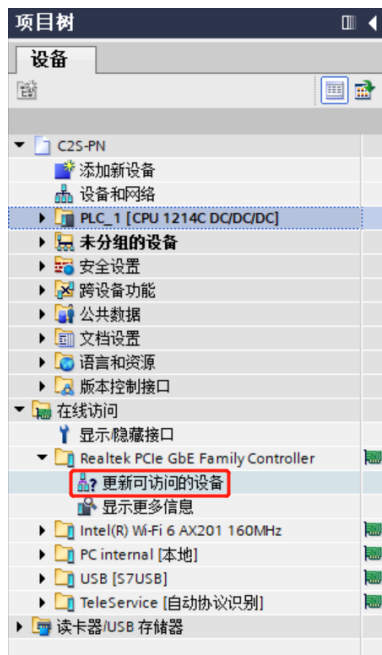 项目树
设备
C2S-PN
添加新设备
设备和网络
PLC_1 [CPU 1214C DC/DC/DC]
未分组的设备
安全设置
跨设备功能
公共数据
文档设置
语言和资源
版本控制接口
在线访问
显示/隐藏接口
Realtek PCIe GbE Family Controller
更新可访问的设备
显示更多信息
Intel(R) Wi-Fi 6 AX201 160MHz
PC internal [本地]
USB [S7USB]
TeleService [自动协议识别]
读卡器/USB 存储器